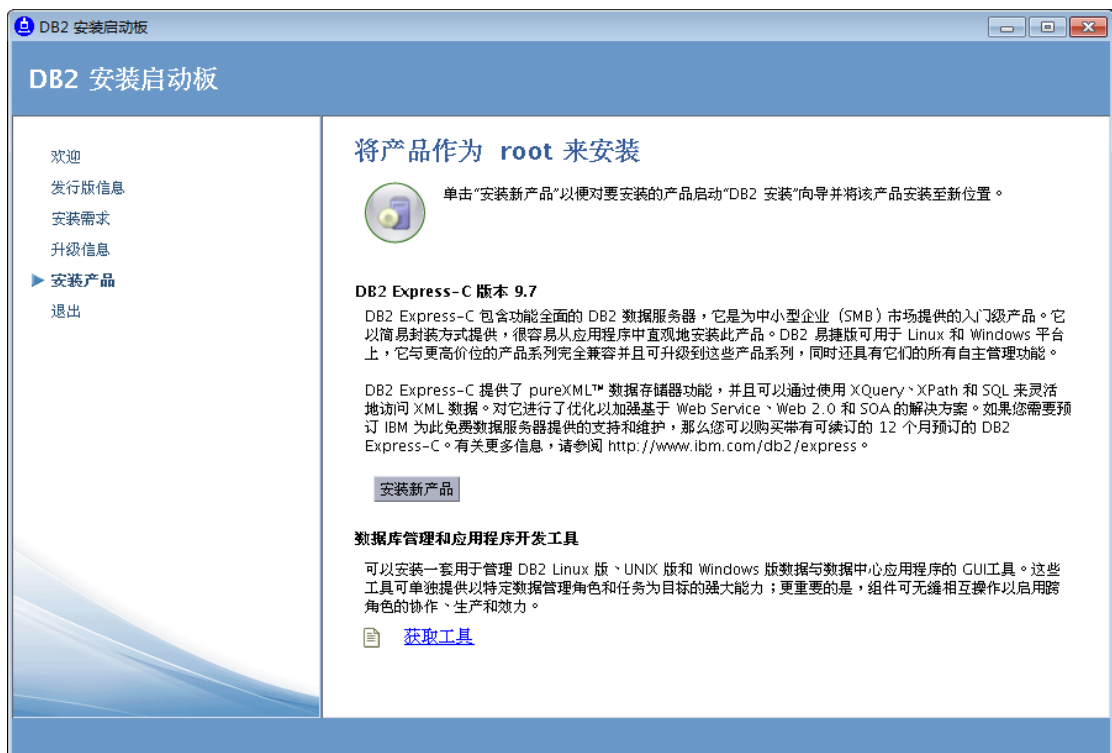 DB2 安装启动板
DB2 安装启动板
欢迎
发行版信息
安装需求
升级信息
安装产品
退出
将产品作为 root 来安装
单击“安装新产品”以便对要安装的产品启动“DB2 安装”向导并将该产品安装至新位置。
DB2 Express-C 版本 9.7
DB2 Express-C 包含功能全面的 DB2 数据服务器，它是为中小型企业（SMB）市场提供的入门级产品。它
以简易封装方式提供，很容易从应用程序中直观地安装此产品。DB2 易捷版可用于 Linux 和 Windows 平台
上，它与更高价位的产品系列完全兼容并且可升级到这些产品系列，同时还具有它们的所有自主管理功能。
DB2 Express-C 提供了 pureXML™ 数据存储器功能，并且可以通过使用 XQuery、XPath 和 SQL 来灵活
地访问 XML 数据。对它进行了优化以加强基于 Web Service、Web 2.0 和 SOA 的解决方案。如果您需要预
订 IBM 为此免费数据服务器提供的支持和维护，那么您可以购买带有可续订的 12 个月预订的 DB2
Express-C。有关更多信息，请参阅 http://www.ibm.com/db2/express。
安装新产品
数据库管理和应用程序开发工具
可以安装一套用于管理 DB2 Linux 版、UNIX 版和 Windows 版数据与数据中心应用程序的 GUI工具。这些
工具可单独提供以特定数据管理角色和任务为目标的强大能力；更重要的是，组件可无缝相互操作以启用跨
角色的协作、生产和效力。
获取工具